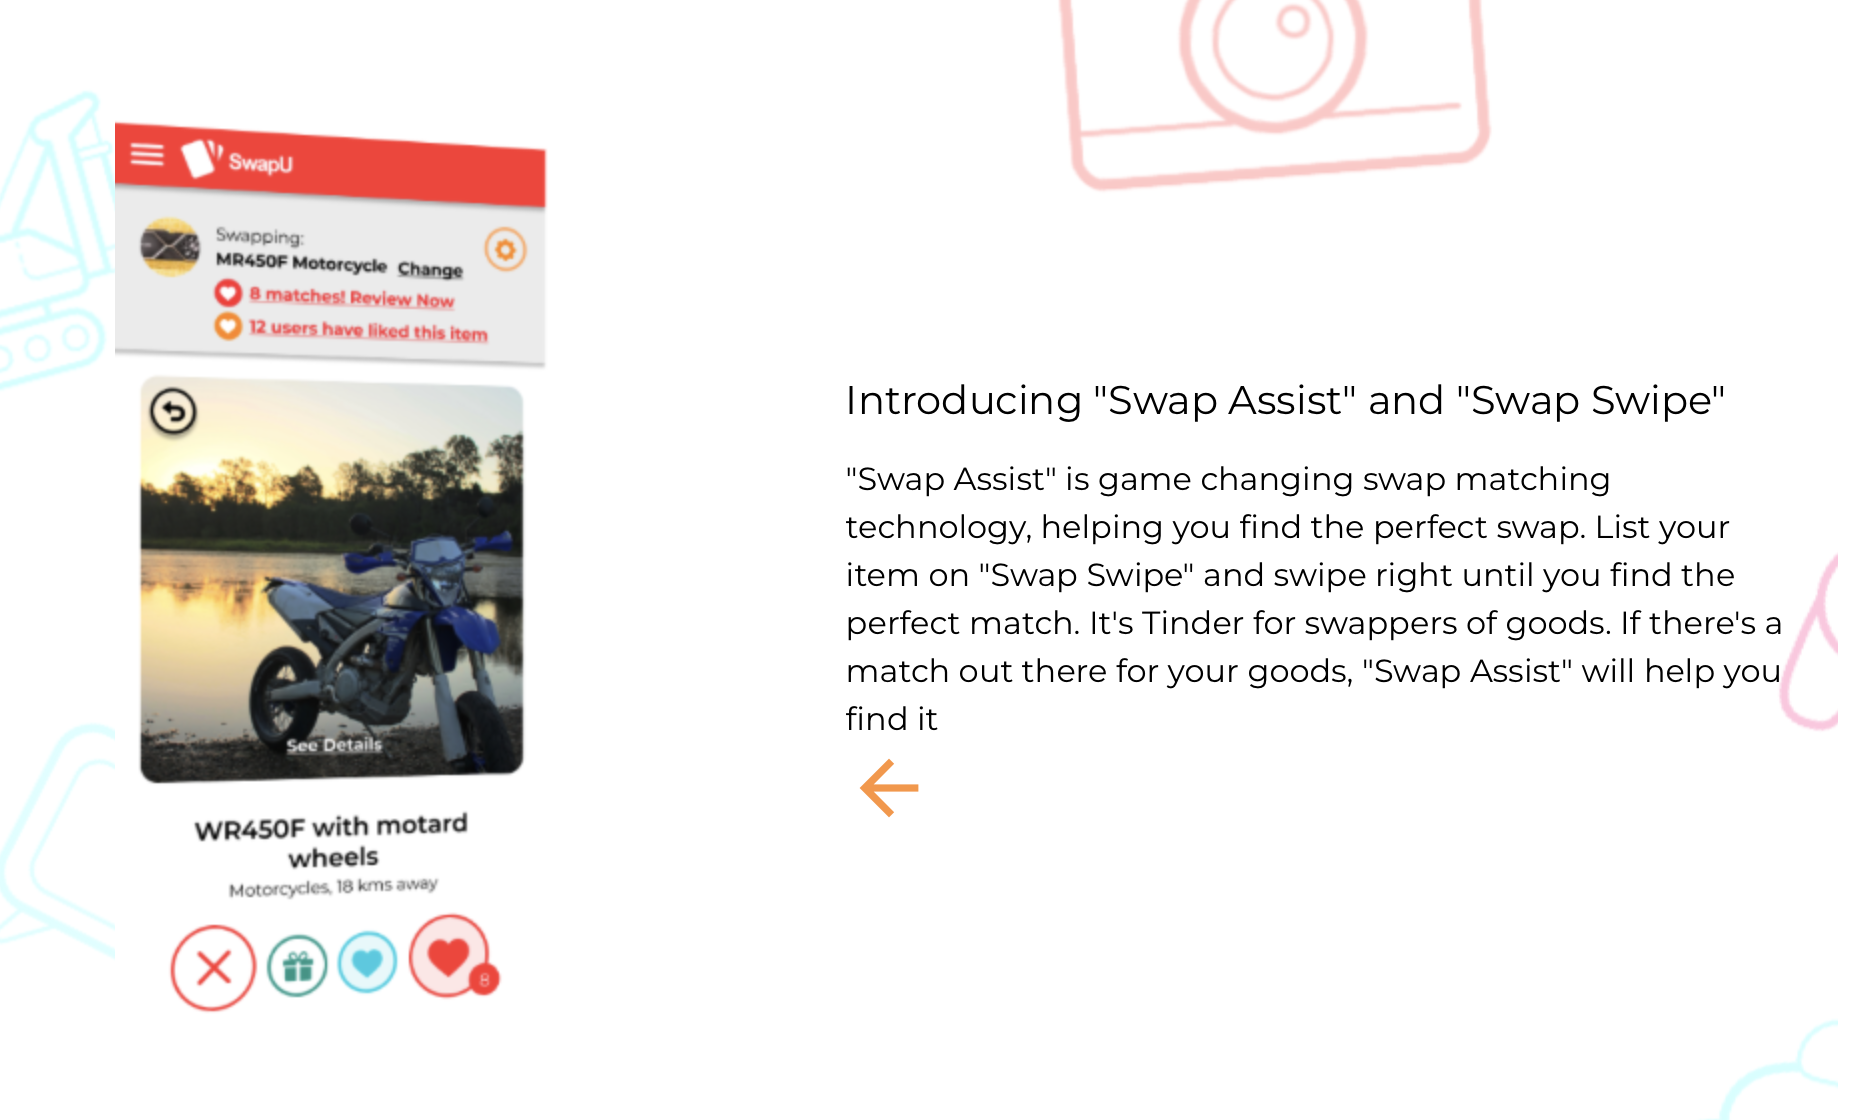 SwapU
Swapping:
MR450F Motorcycle Change
8 matches! Review Now
12 users have liked this item
See Details
WR450F with motard
wheels
Motorcycles, 18 kms away
8
Introducing "Swap Assist" and "Swap Swipe"
"Swap Assist" is game changing swap matching
technology, helping you find the perfect swap. List your
item on "Swap Swipe" and swipe right until you find the
perfect match. It's Tinder for swappers of goods. If there's a
match out there for your goods, "Swap Assist" will help you
find it